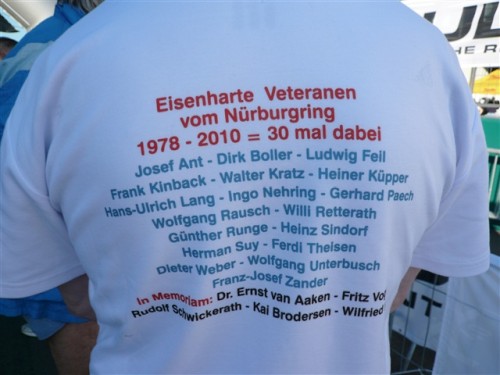 Eisenharte Veteranen
vom Nürburgring
1978 - 2010 = 30 mal dabei
Josef Ant - Dirk Boller - Ludwig Feil
Frank Kinback - Walter Kratz - Heiner Küpper
Hans-Ulrich Lang - Ingo Nehring - Gerhard Paech
Wolfgang Rausch - Willi Retterath
Günther Runge - Heinz Sindorf
Herman Suy - Ferdi Theisen
Dieter Weber - Wolfgang Unterbusch
Franz-Josef Zander
In Memoriam: Dr. Ernst van Aaken - Fritz
Rudolf Schwickerath - Kai Brodersen - Wilfried